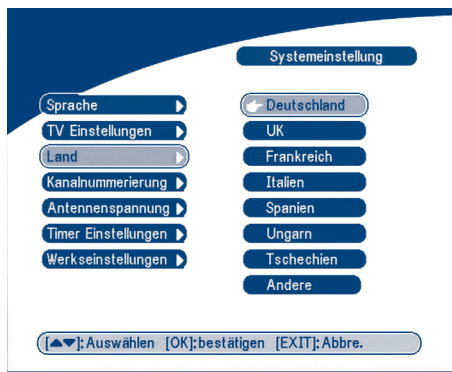 Systemeinstellung
Sprache
TV Einstellungen
Land
Kanalnummerierung
Antennenspannung
Timer Einstellungen
Werkseinstellungen
Deutschland
UK
Frankreich
Italien
Spanien
Ungarn
Tschechien
Andere
[▲▼]: Auswählen [OK]: bestätigen [EXIT]: Abbre.